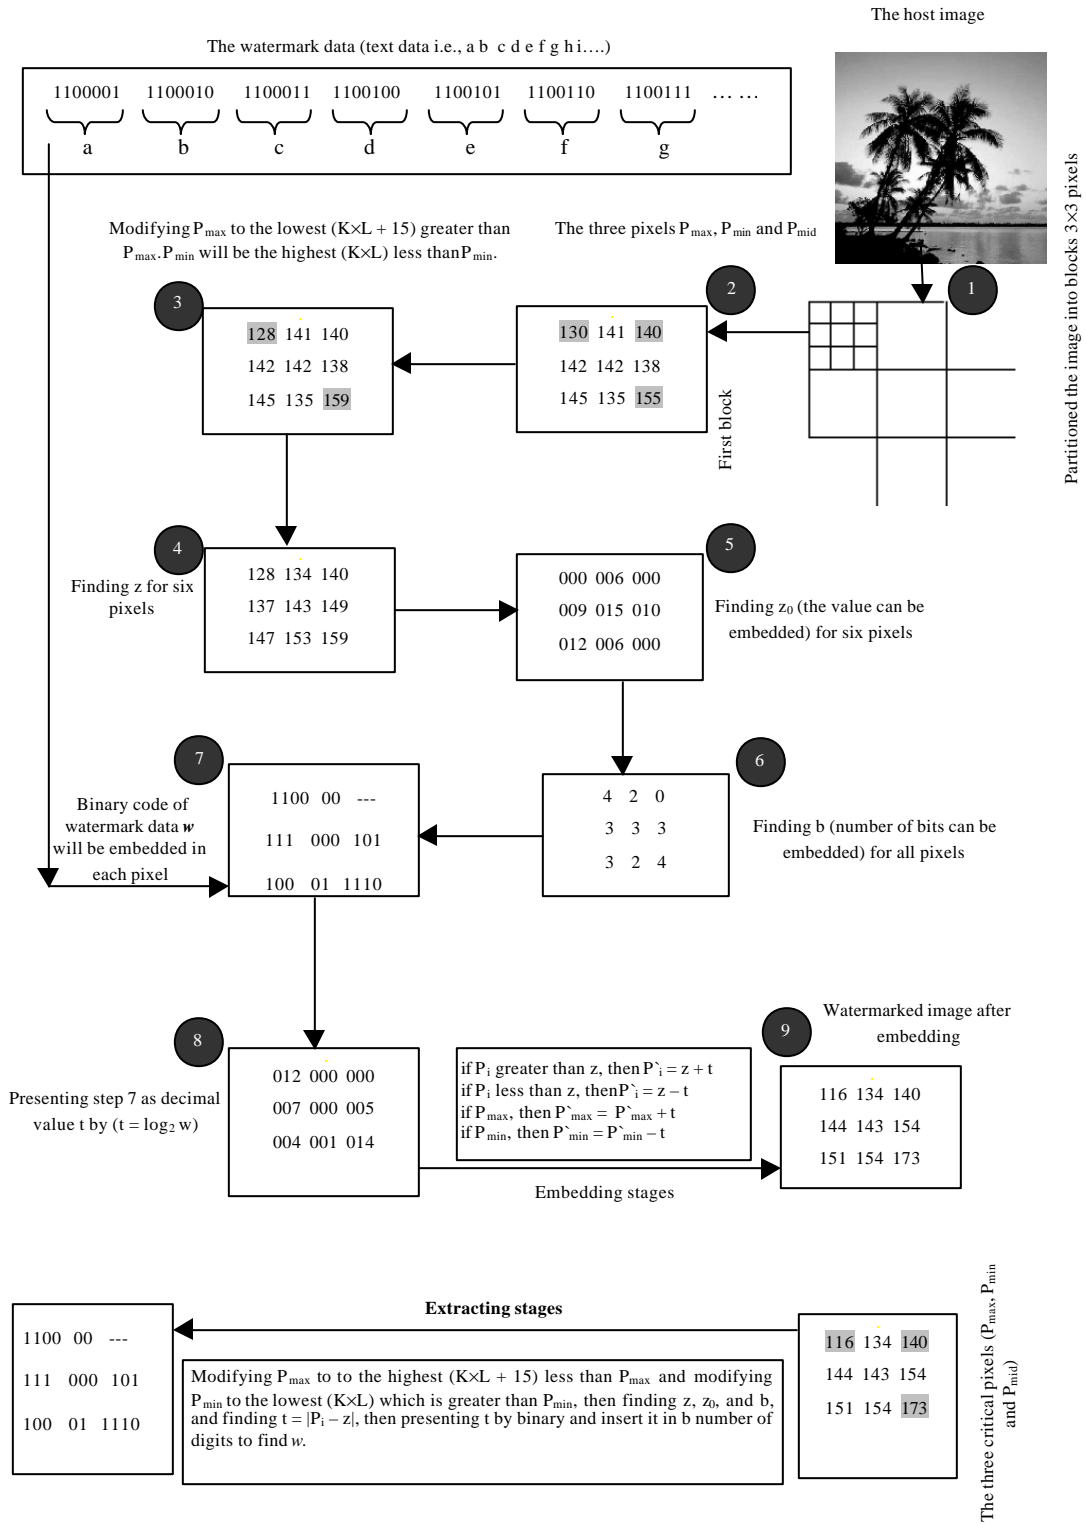 The host image
The watermark data (text data i.e., a b c d e f g h i….)
1100001 1100010 1100011 1100100 1100101 1100110 1100111 … …
a b c d e f g
Partitioned the image into blocks 3×3 pixels
Modifying Pmax to the lowest (K×L + 15) greater than
Pmax. Pmin will be the highest (K×L) less than Pmin.
The three pixels Pmax, Pmin and Pmid
1
2
130 141 140
142 142 138
145 135 155
First block
3
128 141 140
142 142 138
145 135 159
4
Finding z for six
pixels
128 134 140
137 143 149
147 153 159
5
000 006 000
009 015 010
012 006 000
Finding z0 (the value can be
embedded) for six pixels
6
4 2 0
3 3 3
3 2 4
Finding b (number of bits can be
embedded) for all pixels
7
Binary code of
watermark data w
will be embedded in
each pixel
1100 00 ---
111 000 101
100 01 1110
8
Presenting step 7 as decimal
value t by (t = log2 w)
012 000 000
007 000 005
004 001 014
if Pi greater than z, then P`i = z + t
if Pi less than z, then P`i = z − t
if Pmax, then P`max = P`max + t
if Pmin, then P`min = P`min − t
Embedding stages
9
Watermarked image after
embedding
116 134 140
144 143 154
151 154 173
Extracting stages
1100 00 ---
111 000 101
100 01 1110
Modifying Pmax to to the highest (K×L + 15) less than Pmax and modifying
Pmin to the lowest (K×L) which is greater than Pmin, then finding z, z0, and b,
and finding t = |Pi − z|, then presenting t by binary and insert it in b number of
digits to find w.
116 134 140
144 143 154
151 154 173
The three critical pixels (Pmax, Pmin
and Pmid)